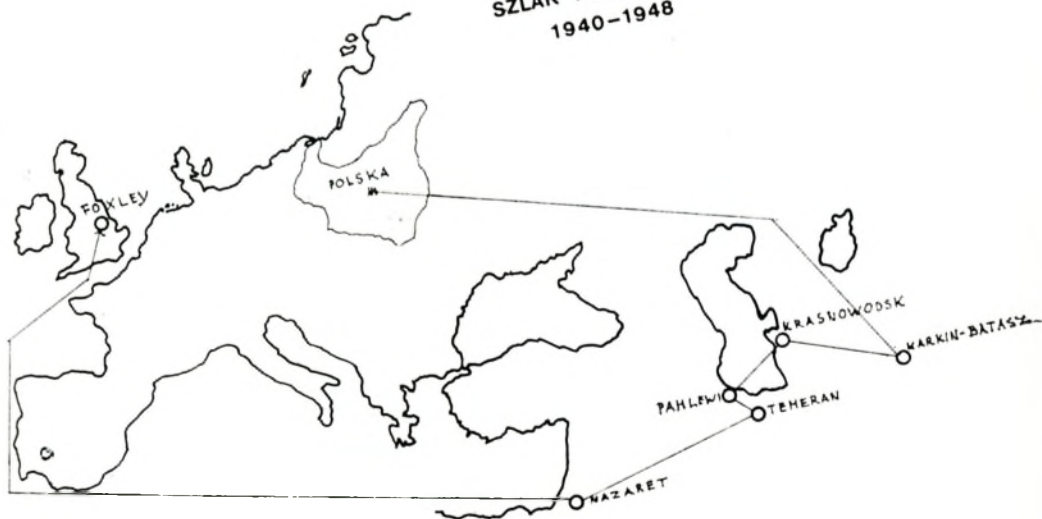 SZLAK
1940–1948
POLSKA
FOXLEY
KRASNOWODSK
KARKIN-BATASZ
PAHLEWI
TEHERAN
NAZARET